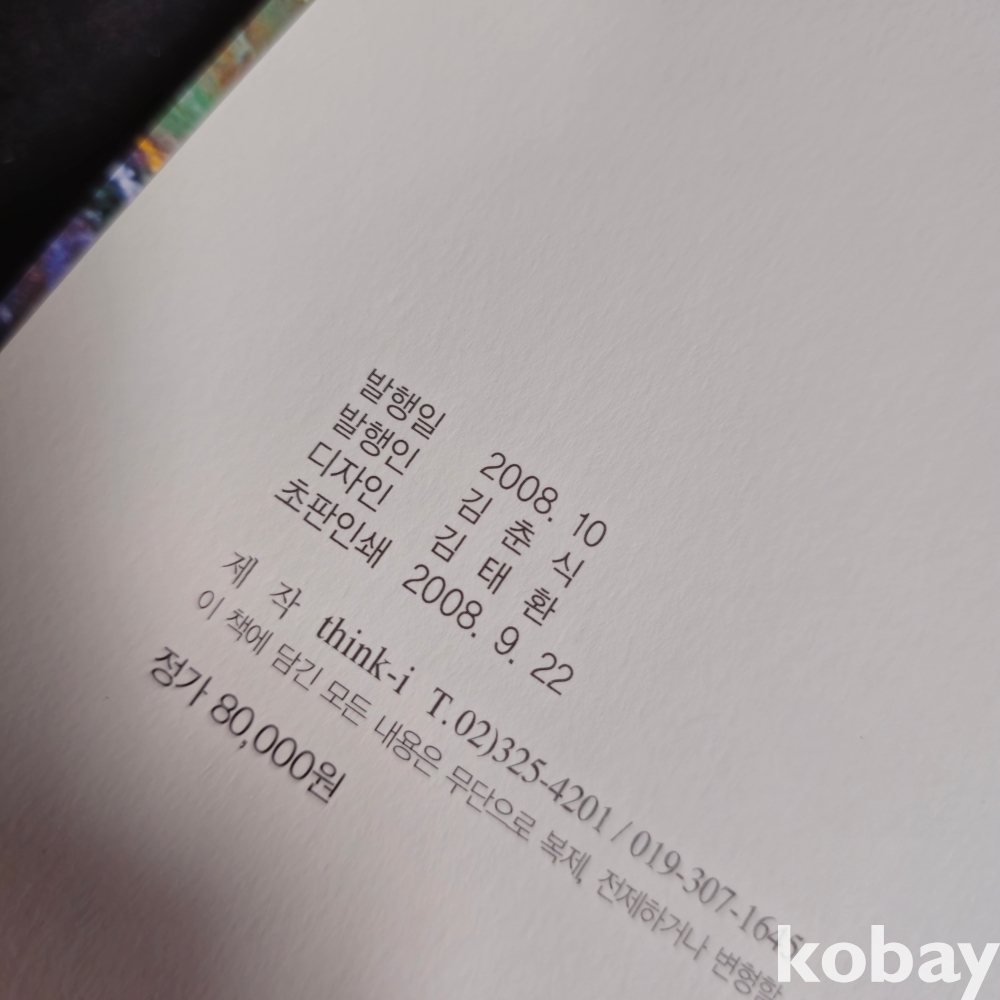 발행일 2008. 10
발행인 김 춘 식
디자인 김 태 환
초판인쇄 2008. 9. 22
제 작 think-i T. 02)325-4201 / 019-307-1645
이 책에 담긴 모든 내용은 무단으로 복제, 전제하거나 변형할
정가 80,000원
kobay